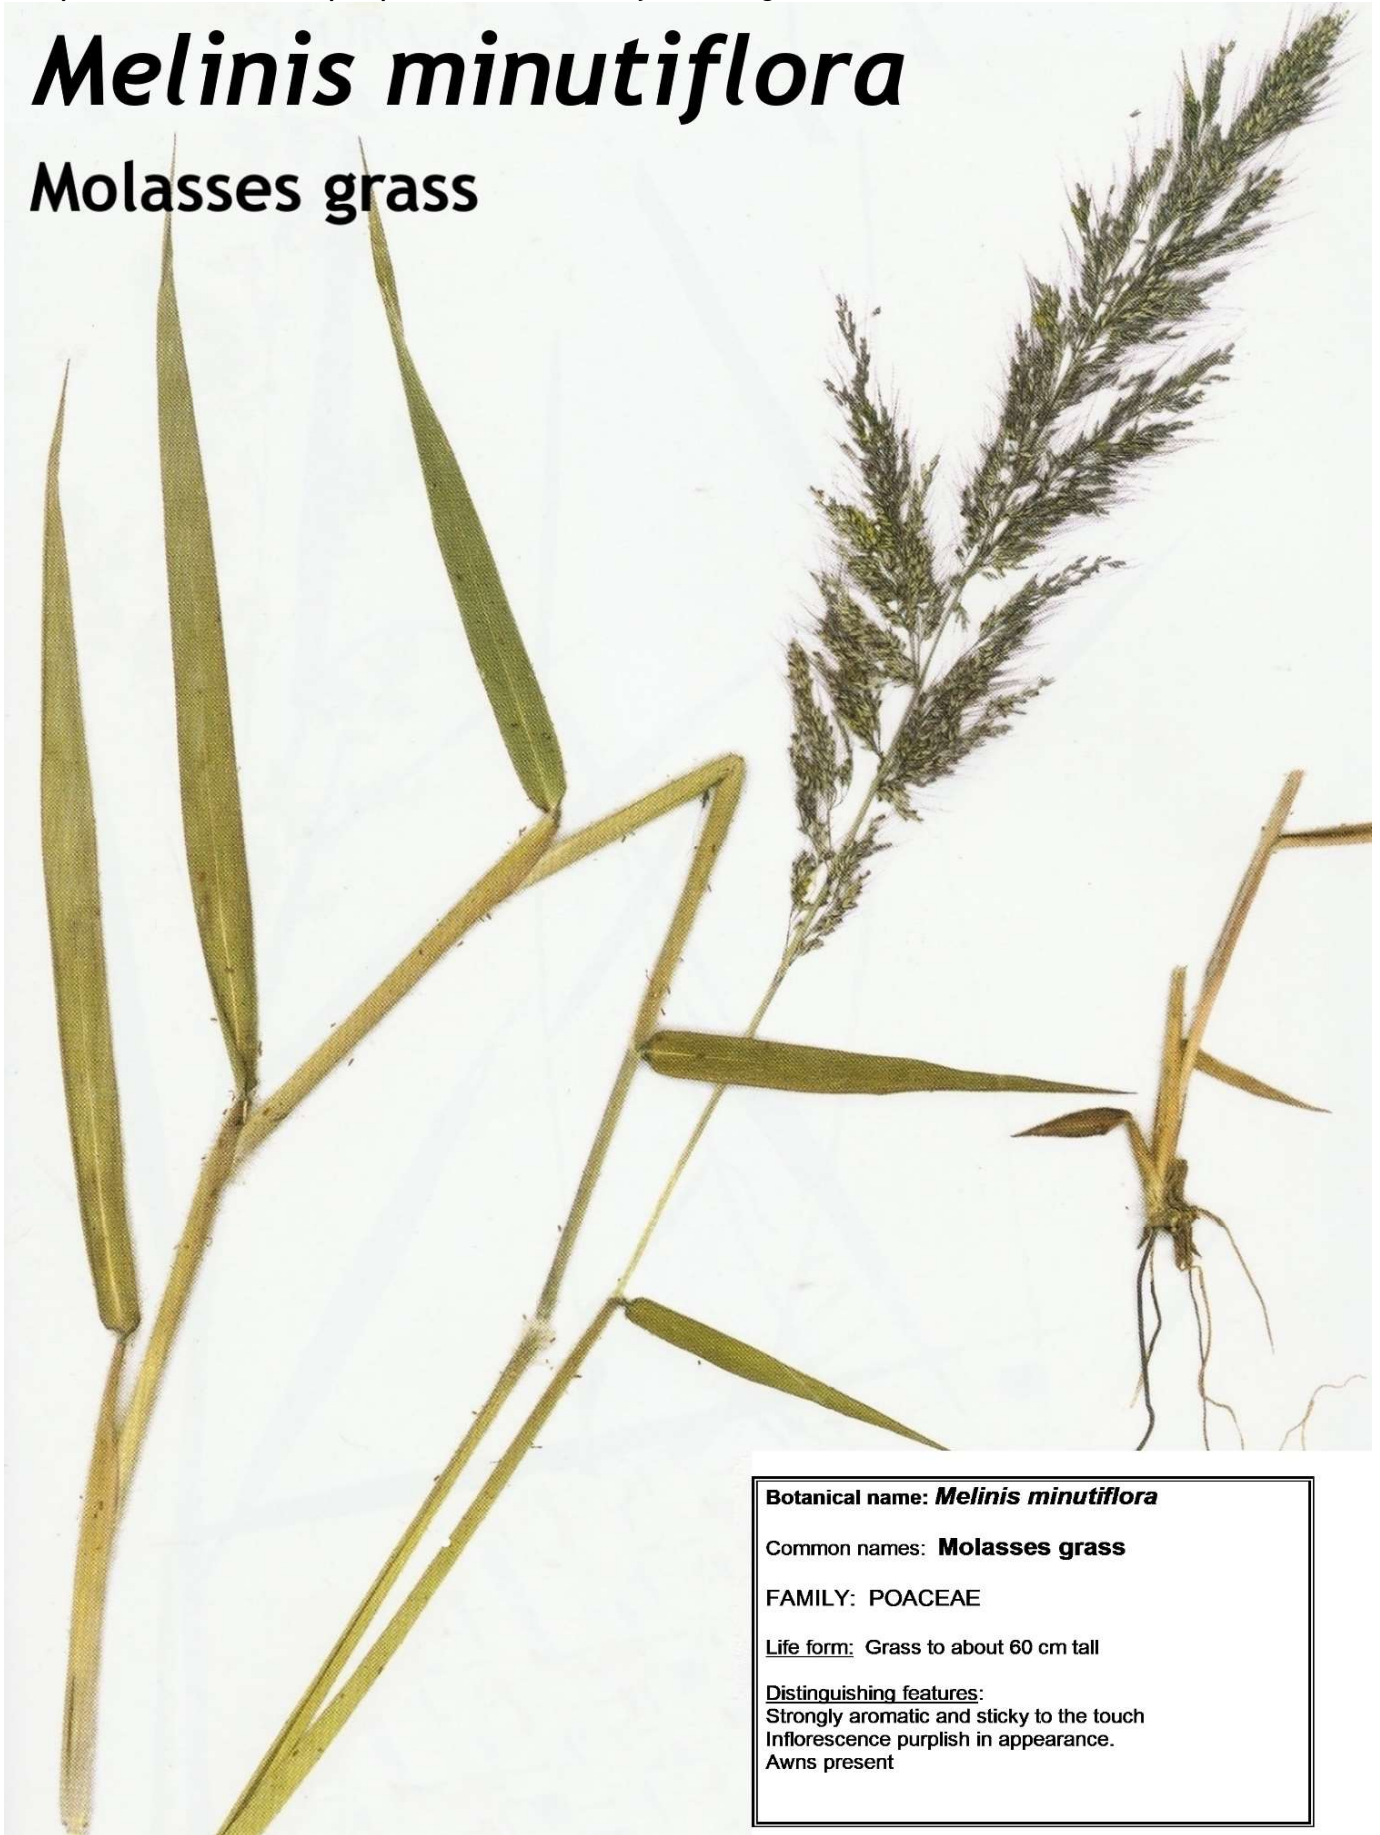 Melinis minutiflora
Molasses grass
Botanical name: Melinis minutiflora
Common names: Molasses grass
FAMILY: POACEAE
Life form: Grass to about 60 cm tall
Distinguishing features:
Strongly aromatic and sticky to the touch
Inflorescence purplish in appearance.
Awns present